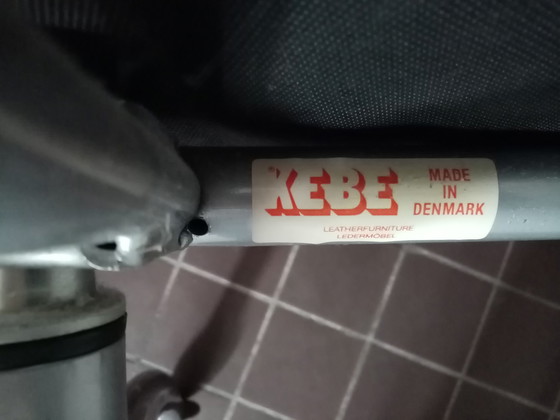 KEBE
MADE
IN
DENMARK
LEATHERFURNITURE
LEDERMÖBEL